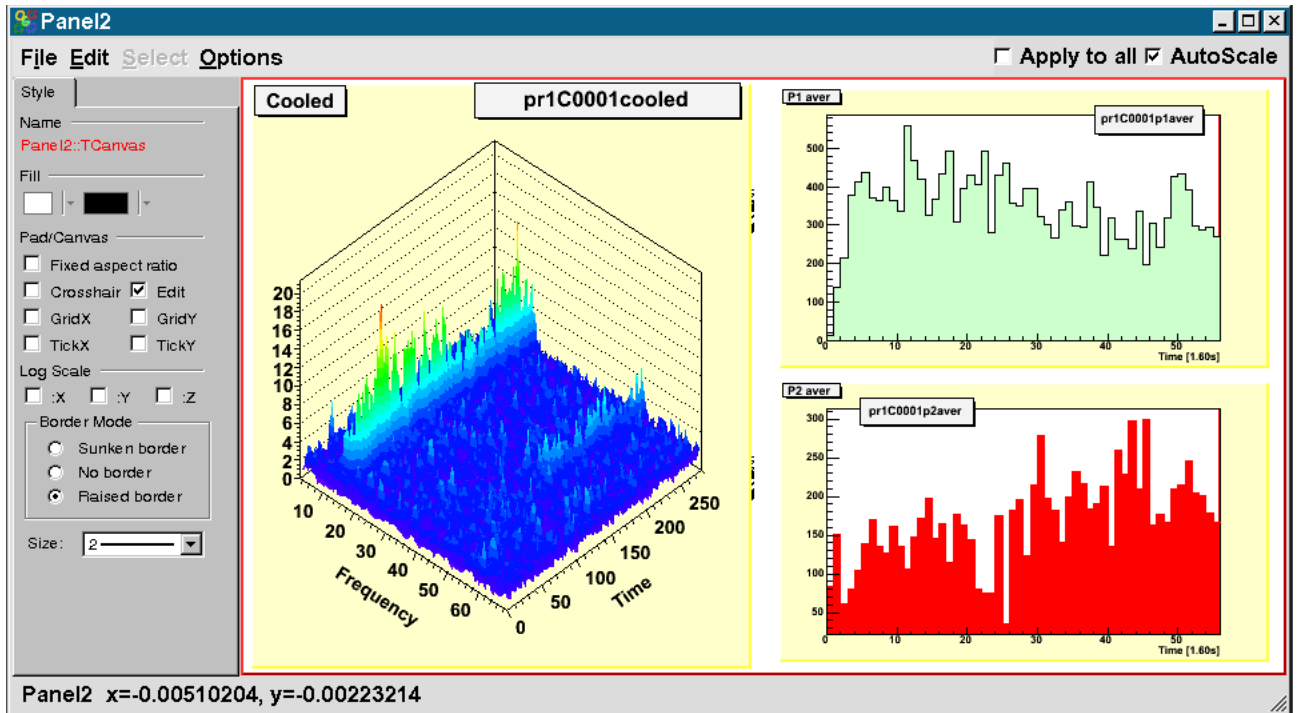 Panel2
File Edit Select Options
Apply to all AutoScale
Style
Name
Panel2::TCanvas
Fill
Pad/Canvas
Fixed aspect ratio
Crosshair Edit
GridX GridY
TickX TickY
Log Scale
:X :Y :Z
Border Mode
Sunken border
No border
Raised border
Size: 2
Cooled
pr1C0001cooled
20
18
16
14
12
10
8
6
4
2
0
10 20 30 40 50 60
Frequency
0 50 100 150 200 250
Time
P1 aver
pr1C0001p1aver
500
400
300
200
100
0
0 10 20 30 40 50
Time [1.60s]
P2 aver
pr1C0001p2aver
300
250
200
150
100
50
0 10 20 30 40 50
Time [1.60s]
Panel2 x=-0.00510204, y=-0.00223214